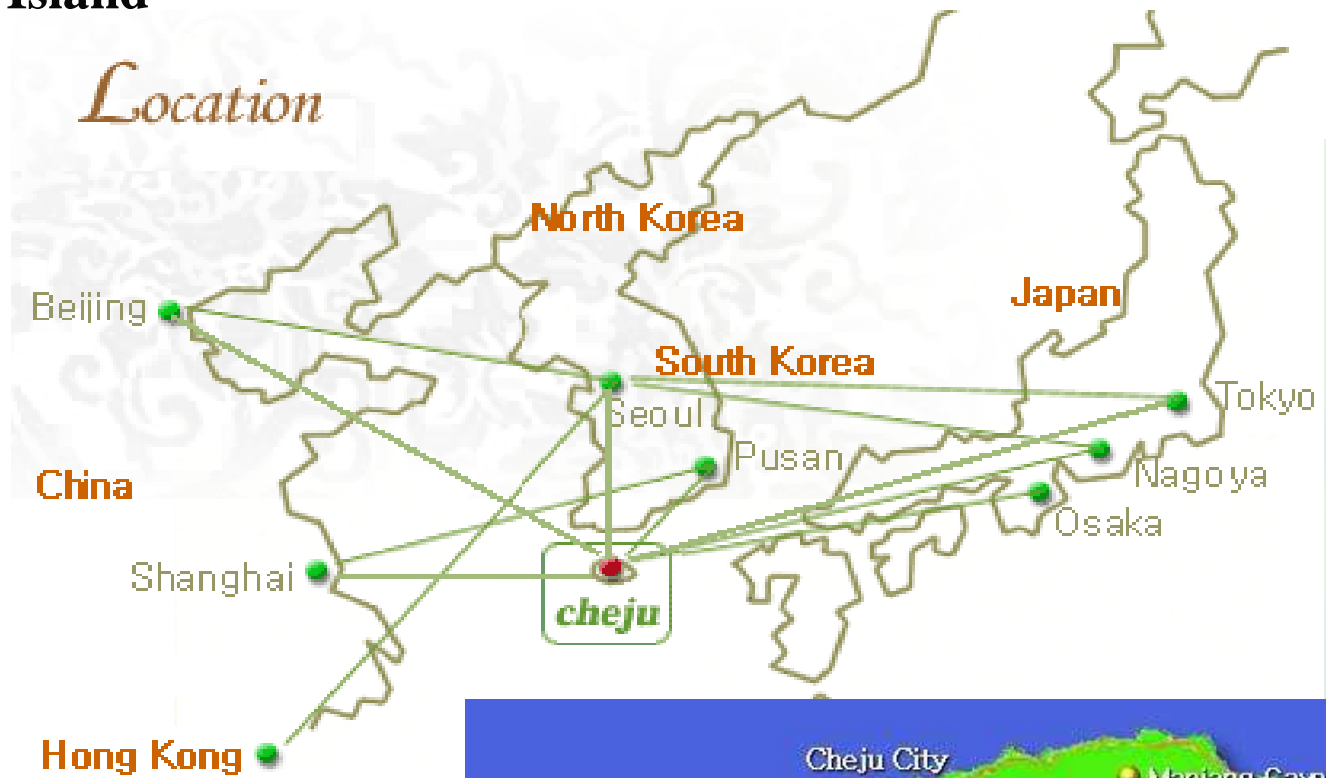 Island
Location
North Korea
Beijing
Japan
South Korea
Tokyo
Seoul
Pusan
Nagoya
China
Osaka
Shanghai
cheju
Hong Kong
Cheju City